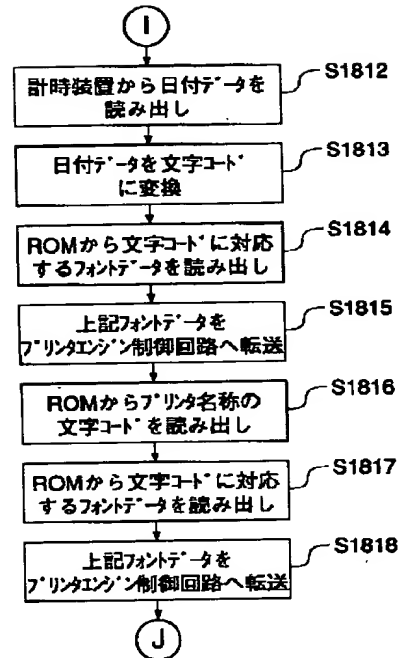 I
計時装置から日付データを
読み出し
S1812
日付データを文字コード
に変換
S1813
ROMから文字コードに対応
するフォントデータを読み出し
S1814
上記フォントデータを
プリンタエンジン制御回路へ転送
S1815
ROMからプリンタ名称の
文字コードを読み出し
S1816
ROMから文字コードに対応
するフォントデータを読み出し
S1817
上記フォントデータを
プリンタエンジン制御回路へ転送
S1818
J